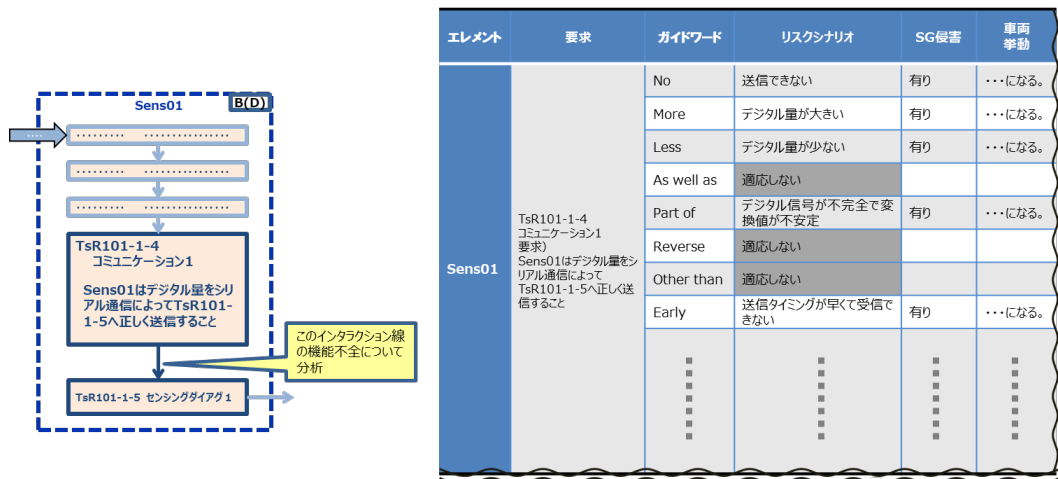 Sens01
B(D)
....
......... ...............
......... ...............
......... ...............
TsR101-1-4
コミュニケーション1
Sens01はデジタル量をシリ
アル通信によってTsR101-
1-5へ正しく送信すること
このインタラクション線
の機能不全について
分析
TsR101-1-5 センシングダイアグ1
エレメント 要求 ガイドワード リスクシナリオ SG侵害 車両
挙動
Sens01
TsR101-1-4
コミュニケーション1
要求)
Sens01はデジタル量をシ
リアル通信によって
TsR101-1-5へ正しく送
信すること
No 送信できない 有り ・・・になる。
More デジタル量が大きい 有り ・・・になる。
Less デジタル量が少ない 有り ・・・になる。
As well as 適応しない
Part of デジタル信号が不完全で変
換値が不安定 有り ・・・になる。
Reverse 適応しない
Other than 適応しない
Early 送信タイミングが早くて受信で
きない 有り ・・・になる。